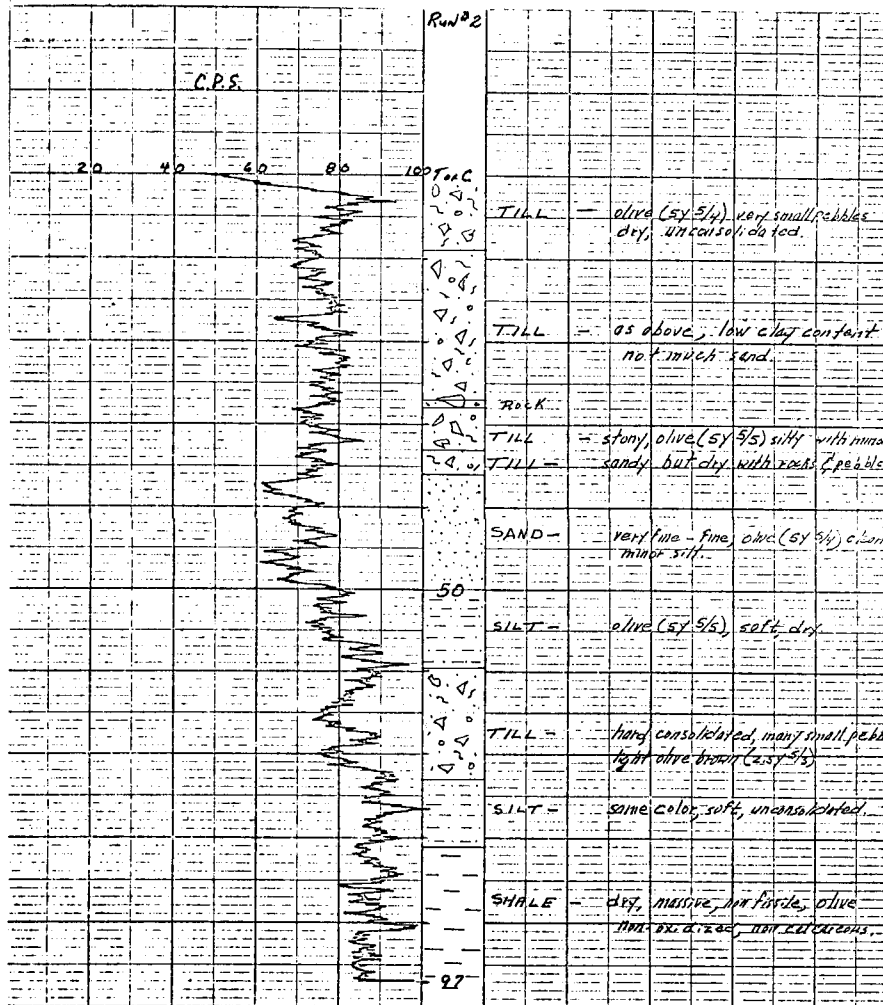 Run #2
C.P.S.
20 40 60 80 100 T of C
TILL — olive (5Y 5/4) very small pebbles
dry, unconsolidated.
TILL — as above, low clay content
not much sand.
ROCK
TILL — stony, olive (5Y 5/5) silty with mino
TILL — sandy but dry with rocks & pebble
SAND — very fine - fine, olive (5Y 5/4) clean
minor silt.
50
SILT — olive (5Y 5/5), soft, dry.
TILL — hard consolidated, many small pebb
light olive brown (2.5Y 5/3)
SILT — same color, soft, unconsolidated.
SHALE — dry, massive, non fissile, olive
non-oxidized, non calcareous.
97